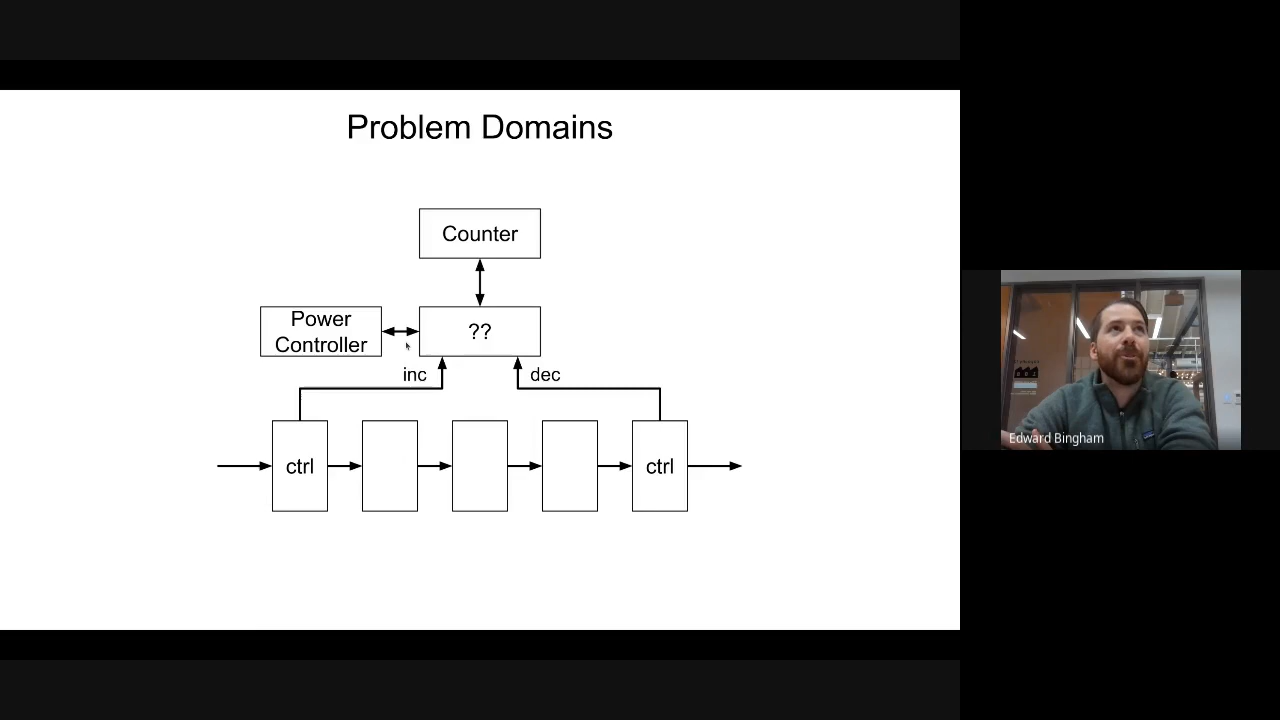 Problem Domains
Counter
Power
Controller
??
inc
dec
ctrl
ctrl
Edward Bingham